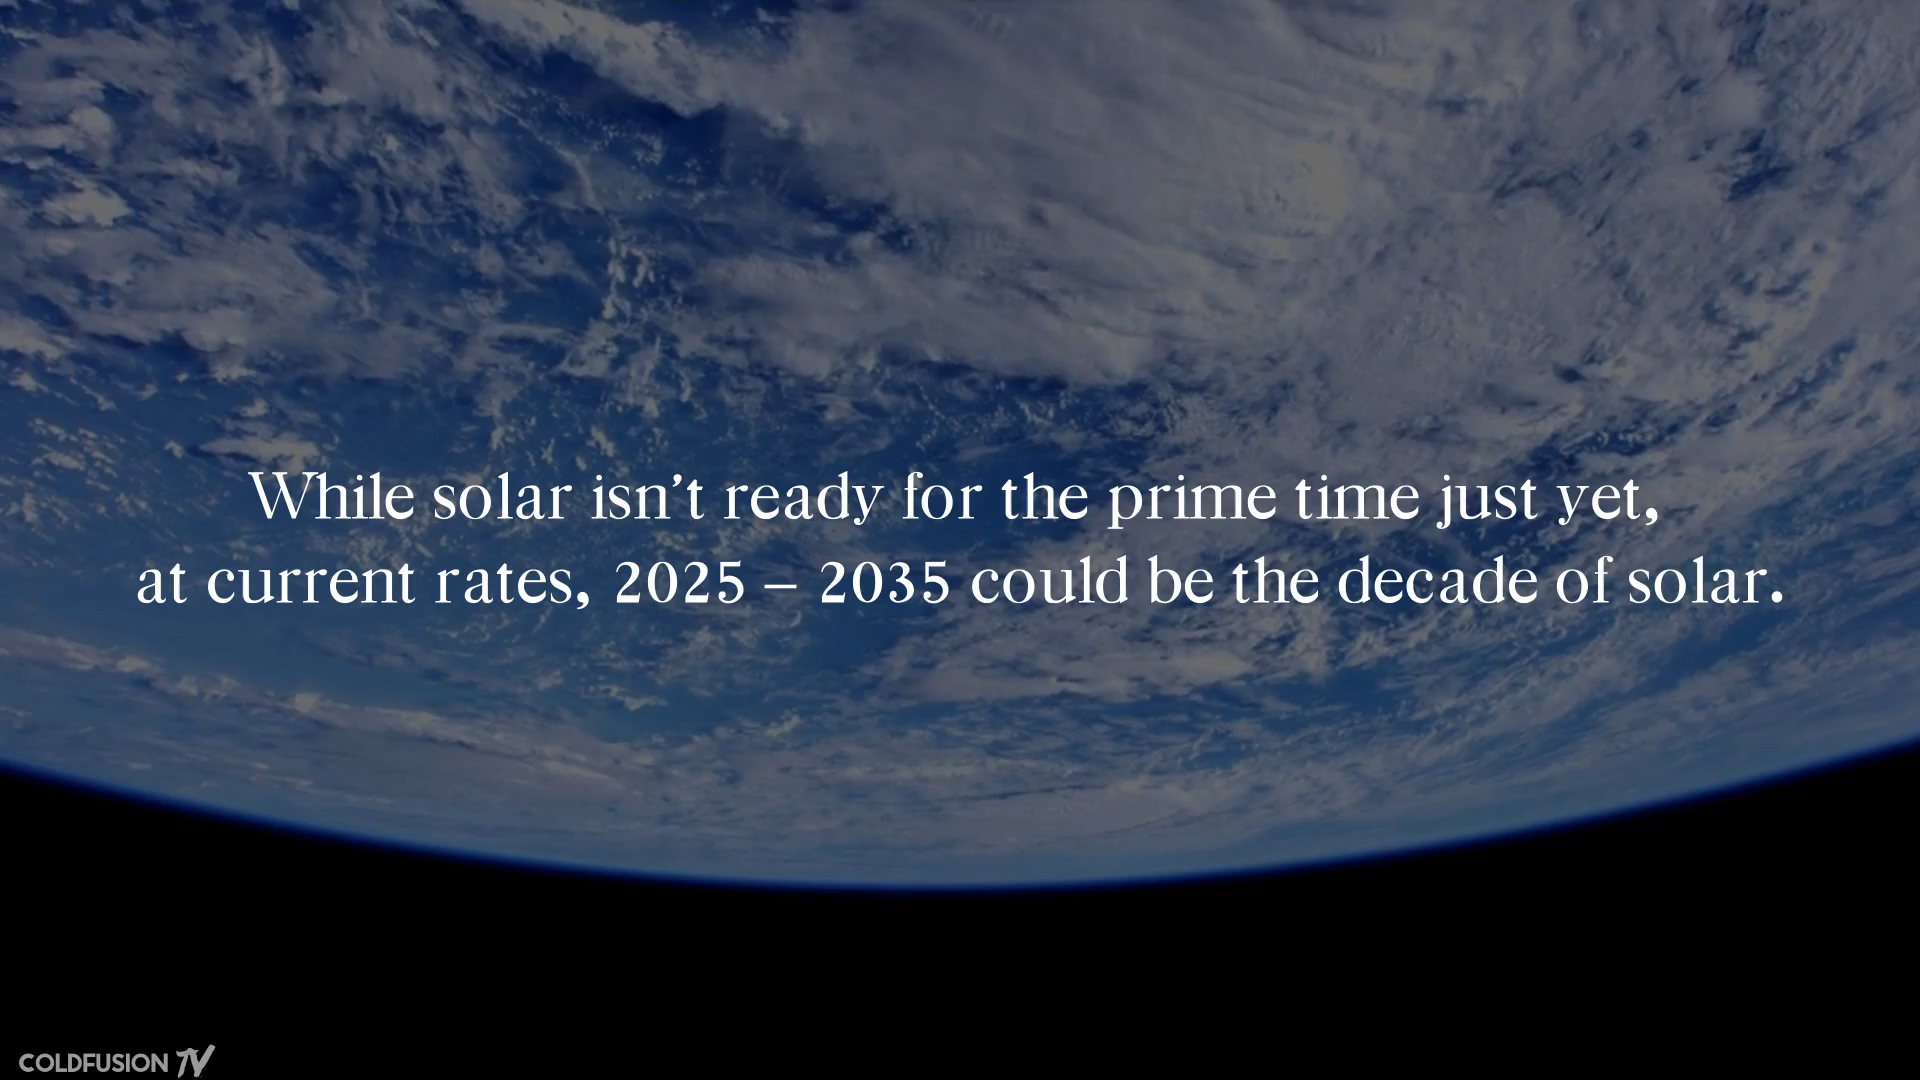 While solar isn't ready for the prime time just yet,
at current rates, 2025 – 2035 could be the decade of solar.
COLDFUSION TV